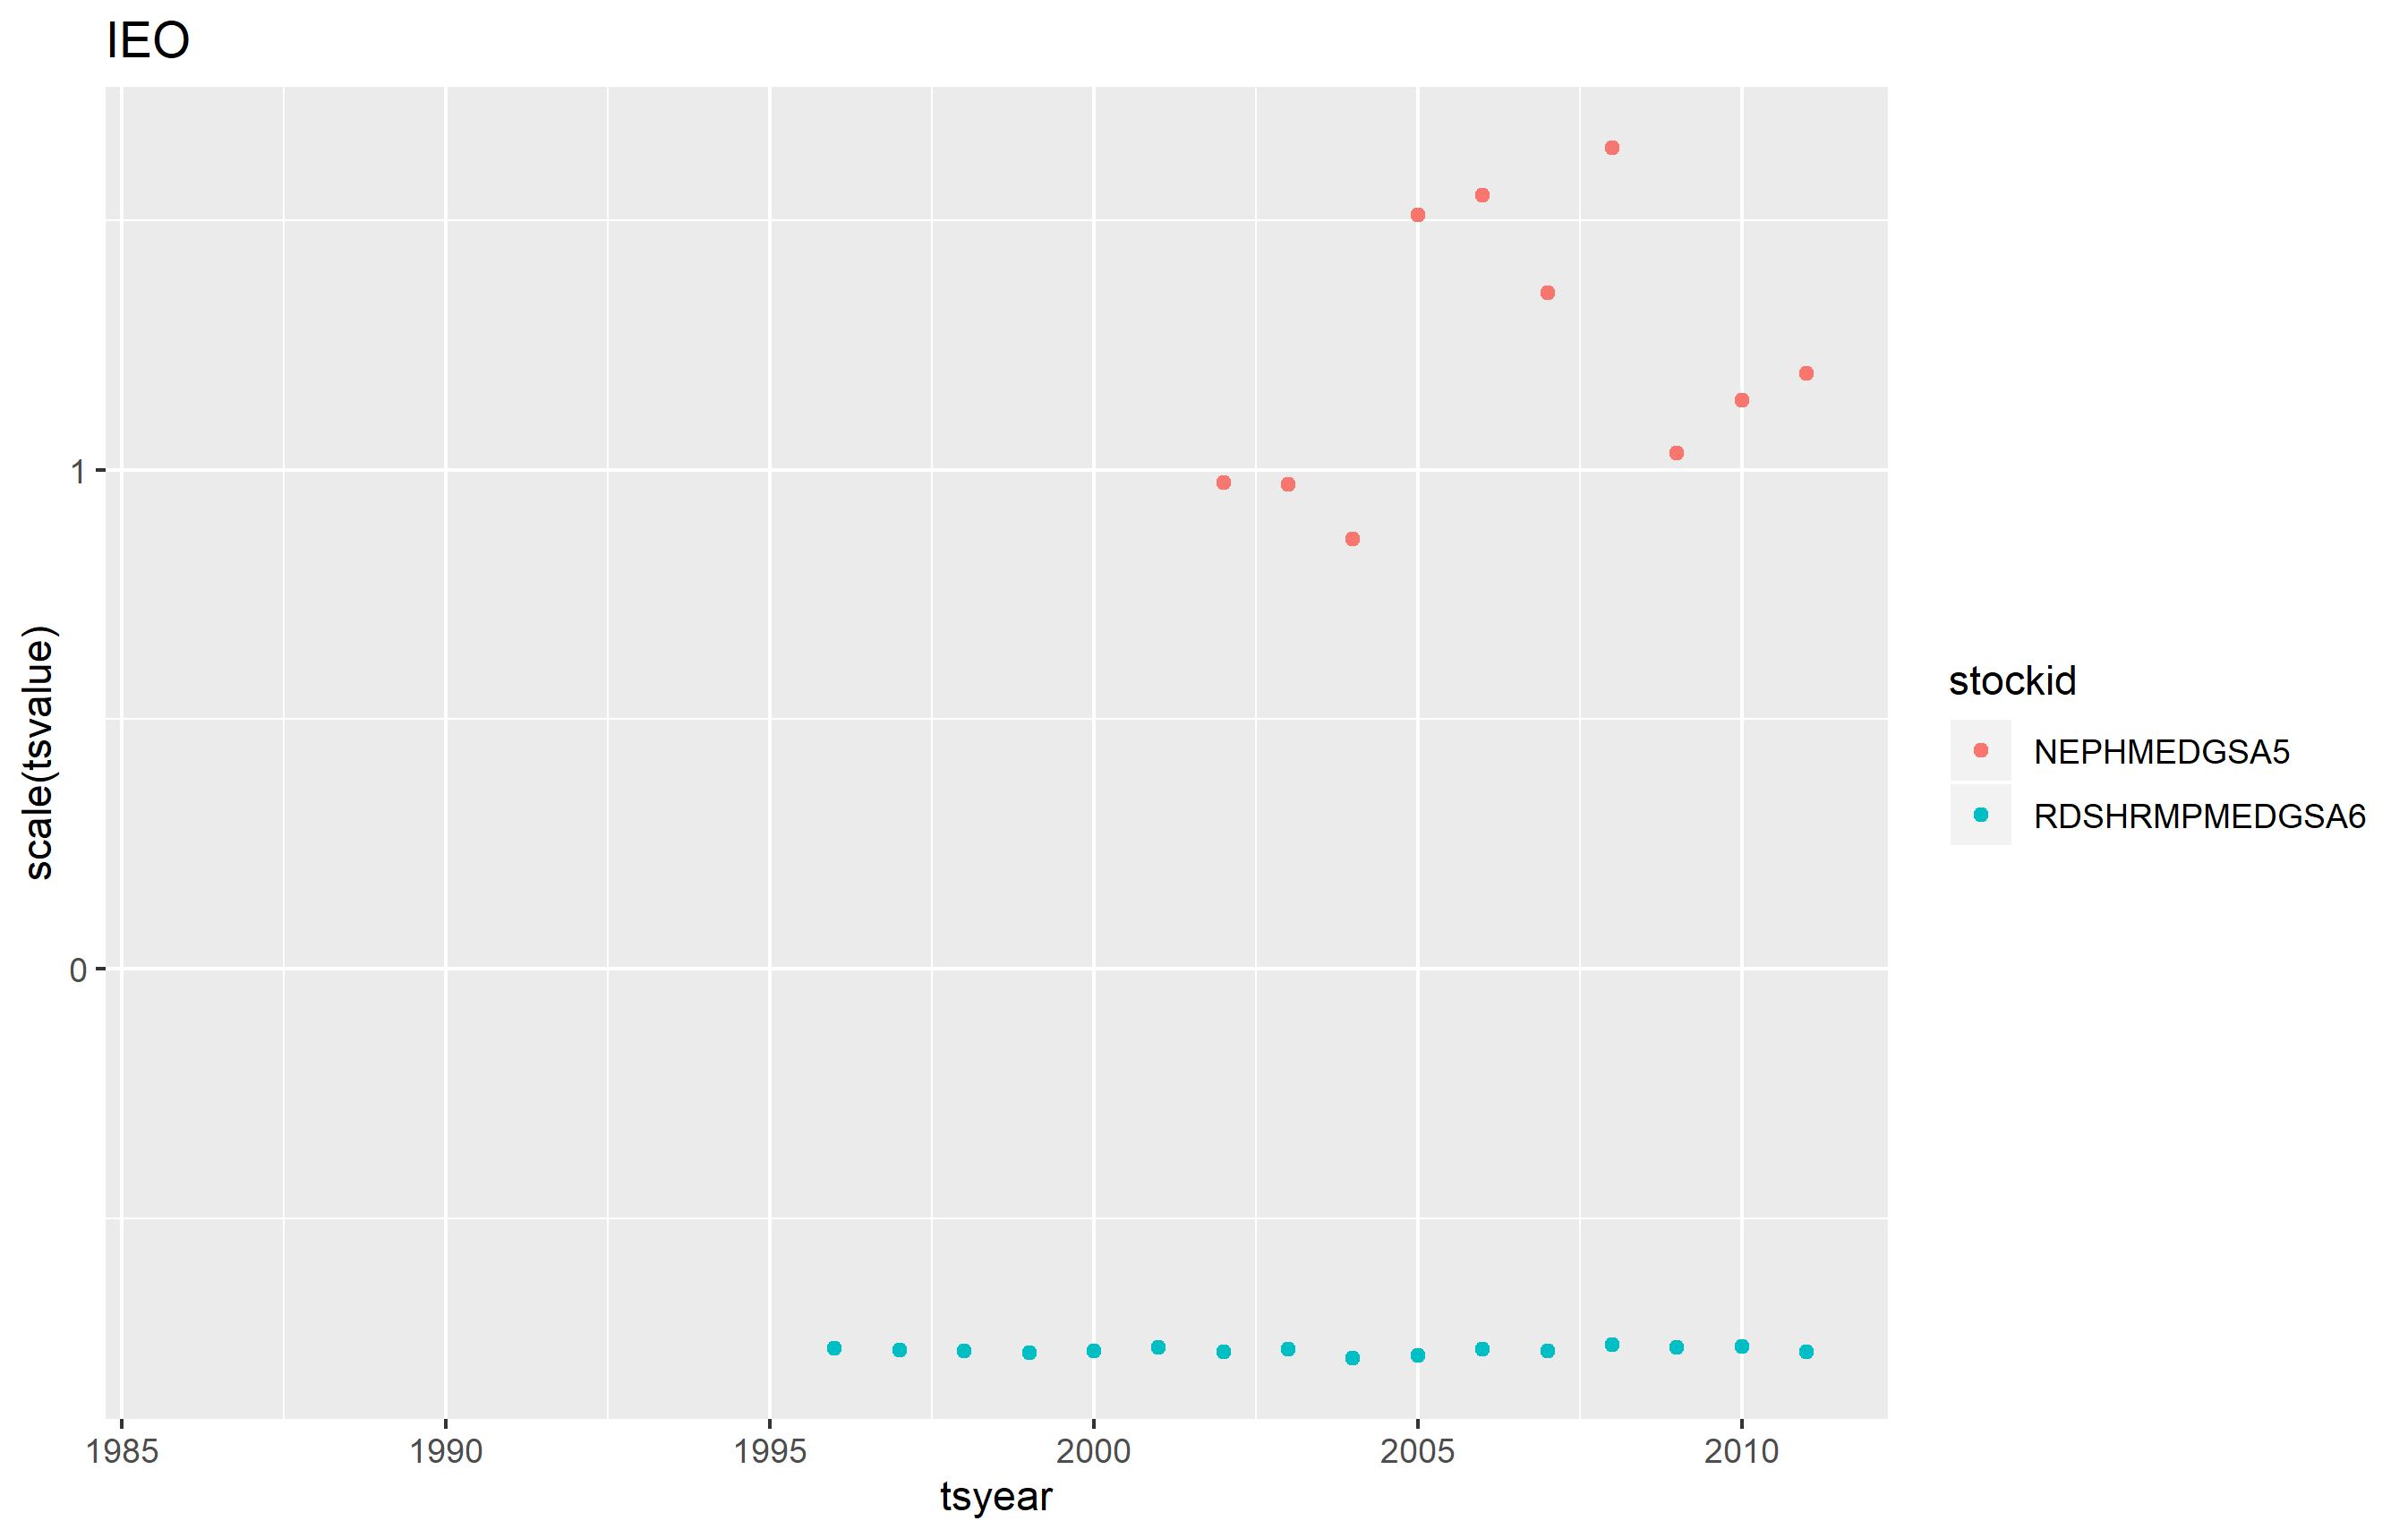 IEO
scale(tsvalue)
1
0
1985 1990 1995 2000 2005 2010
tsyear
stockid
NEPHMEDGSA5
RDSHRMPMEDGSA6